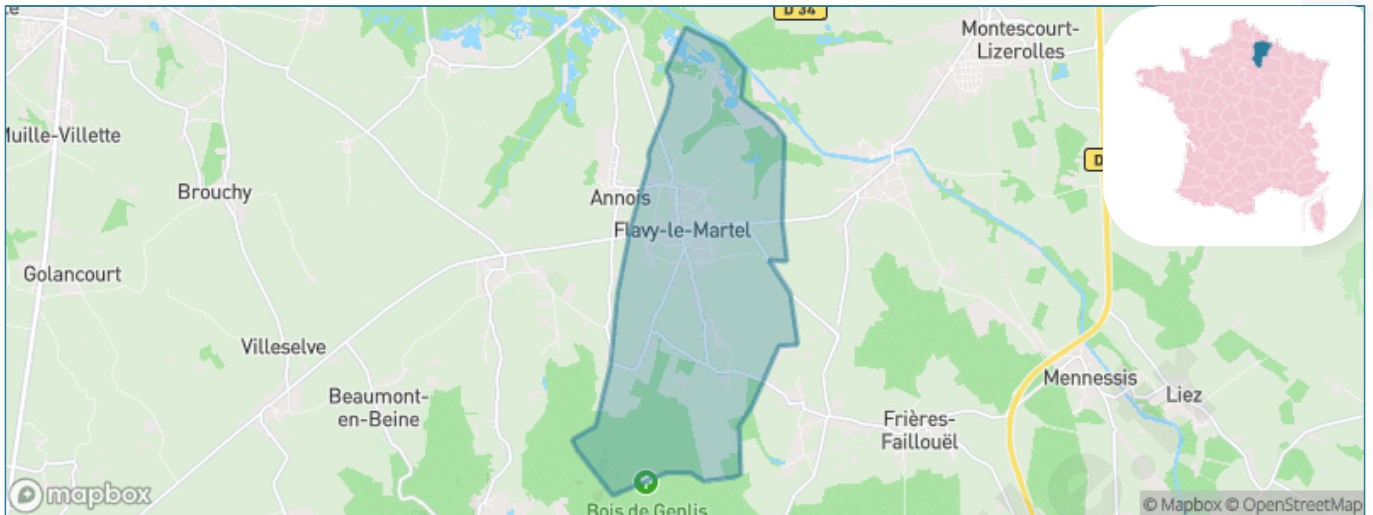 D 34
Montescourt-
Lizerolles
Muille-Villette
Brouchy
Annois
Flavy-le-Martel
Golancourt
Villeselve
Beaumont-
en-Beine
Mennessis
Liez
Frières-
Faillouël
Bois de Genlis
mapbox
© Mapbox © OpenStreetMap